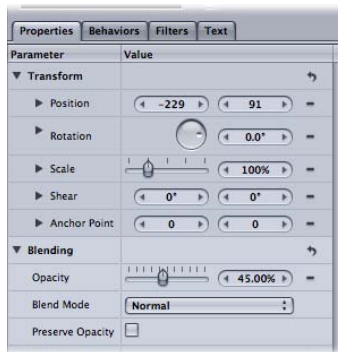 Properties Behaviors Filters Text
Parameter Value
Transform
Position -229 91
Rotation 0.0°
Scale 100%
Shear 0° 0°
Anchor Point 0 0
Blending
Opacity 45.00%
Blend Mode Normal
Preserve Opacity